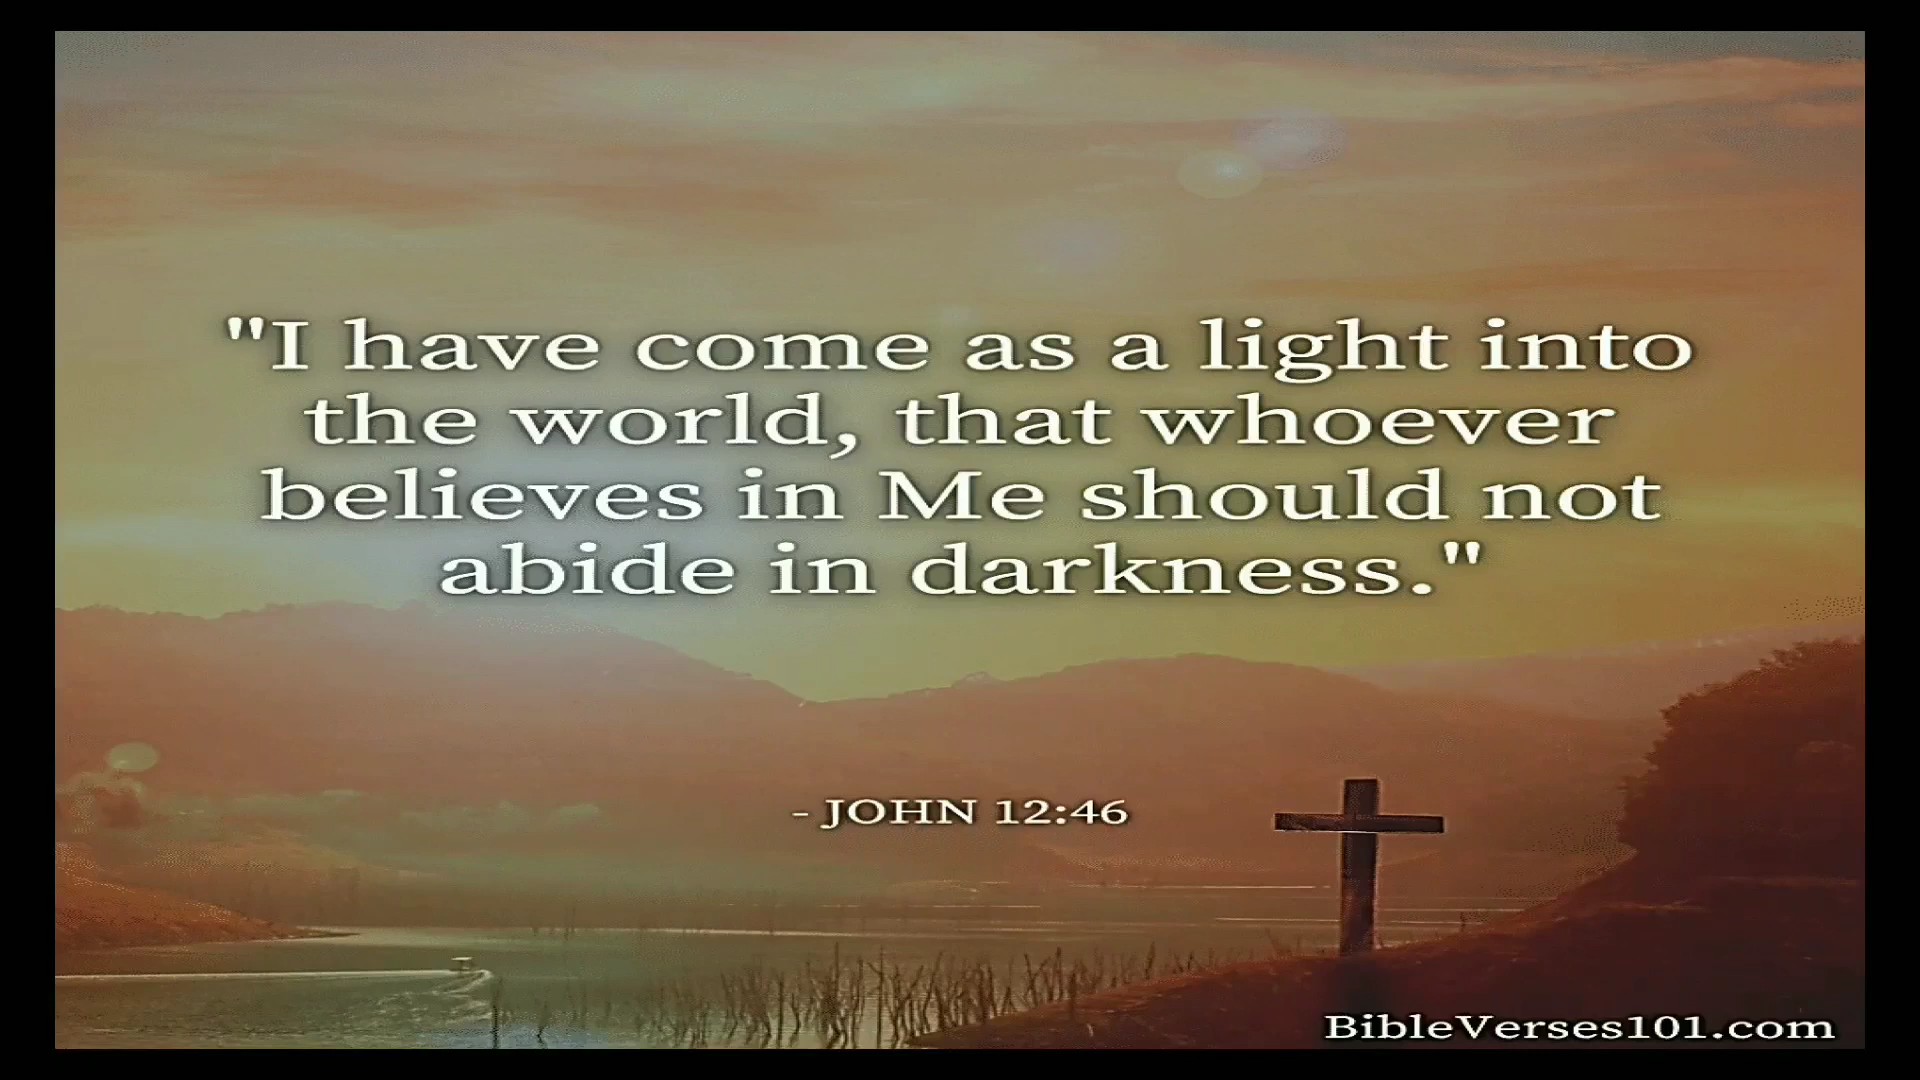 "I have come as a light into
the world, that whoever
believes in Me should not
abide in darkness."
- JOHN 12:46
BibleVerses101.com